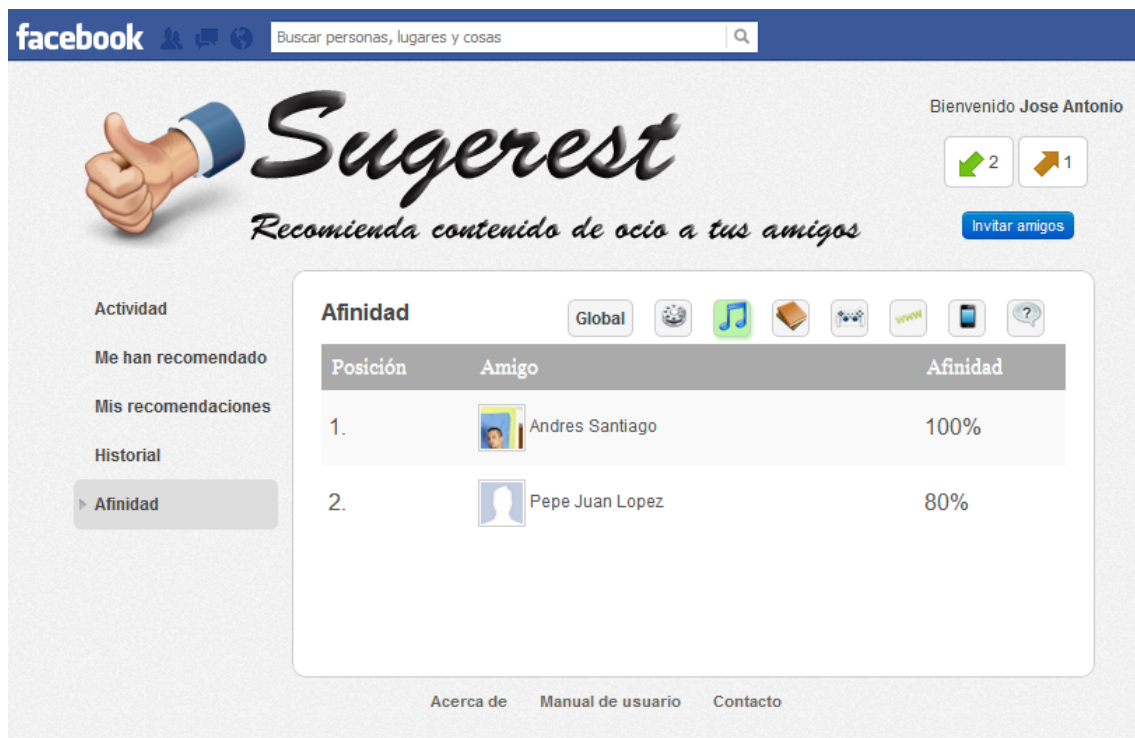 facebook
Buscar personas, lugares y cosas
Sugerest
Recomienda contenido de ocio a tus amigos
Bienvenido Jose Antonio
2
1
Invitar amigos
Actividad
Me han recomendado
Mis recomendaciones
Historial
Afinidad
Afinidad
Global
www
?
Posición Amigo Afinidad
1. Andres Santiago 100%
2. Pepe Juan Lopez 80%
Acerca de Manual de usuario Contacto